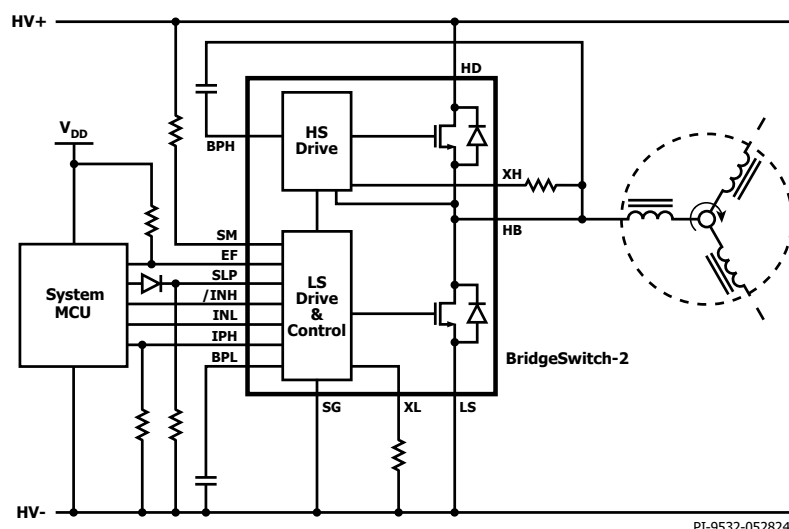 HV+
HD
V_DD
BPH
HS
Drive
XH
HB
SM
EF
SLP
/INH
INL
IPH
BPL
System
MCU
LS
Drive
&
Control
BridgeSwitch-2
SG
XL
LS
HV-
PI-9532-052824